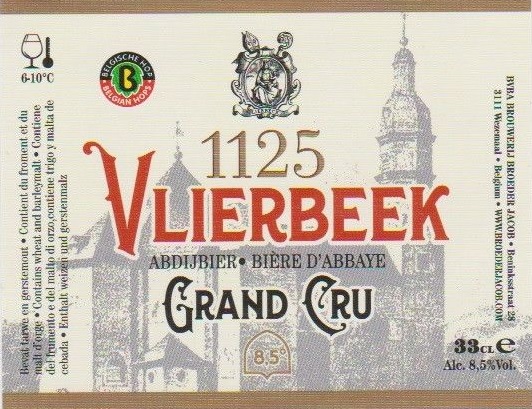 6-10°C
BELGISCHE HOP
B
BELGIAN HOPS
1125
VLIERBEEK
ABDIJBIER • BIÈRE D'ABBAYE
GRAND CRU
8.5°
33CL e
Alc. 8,5%Vol.
Bevat tarwe en gerstemout • Contient du froment et du
malt d'orge • Contains wheat and barleymalt • Contiene
del frumento e del malto di orzo,contiene trigo y malta de
cebada • Enthalt weizen und gerstenmalz
BVBA BROUWERIJ BROEDER JACOB • Beninksstraat 28
3111 Wezemaal • Belgium • WWW.BROEDERJACOB.COM